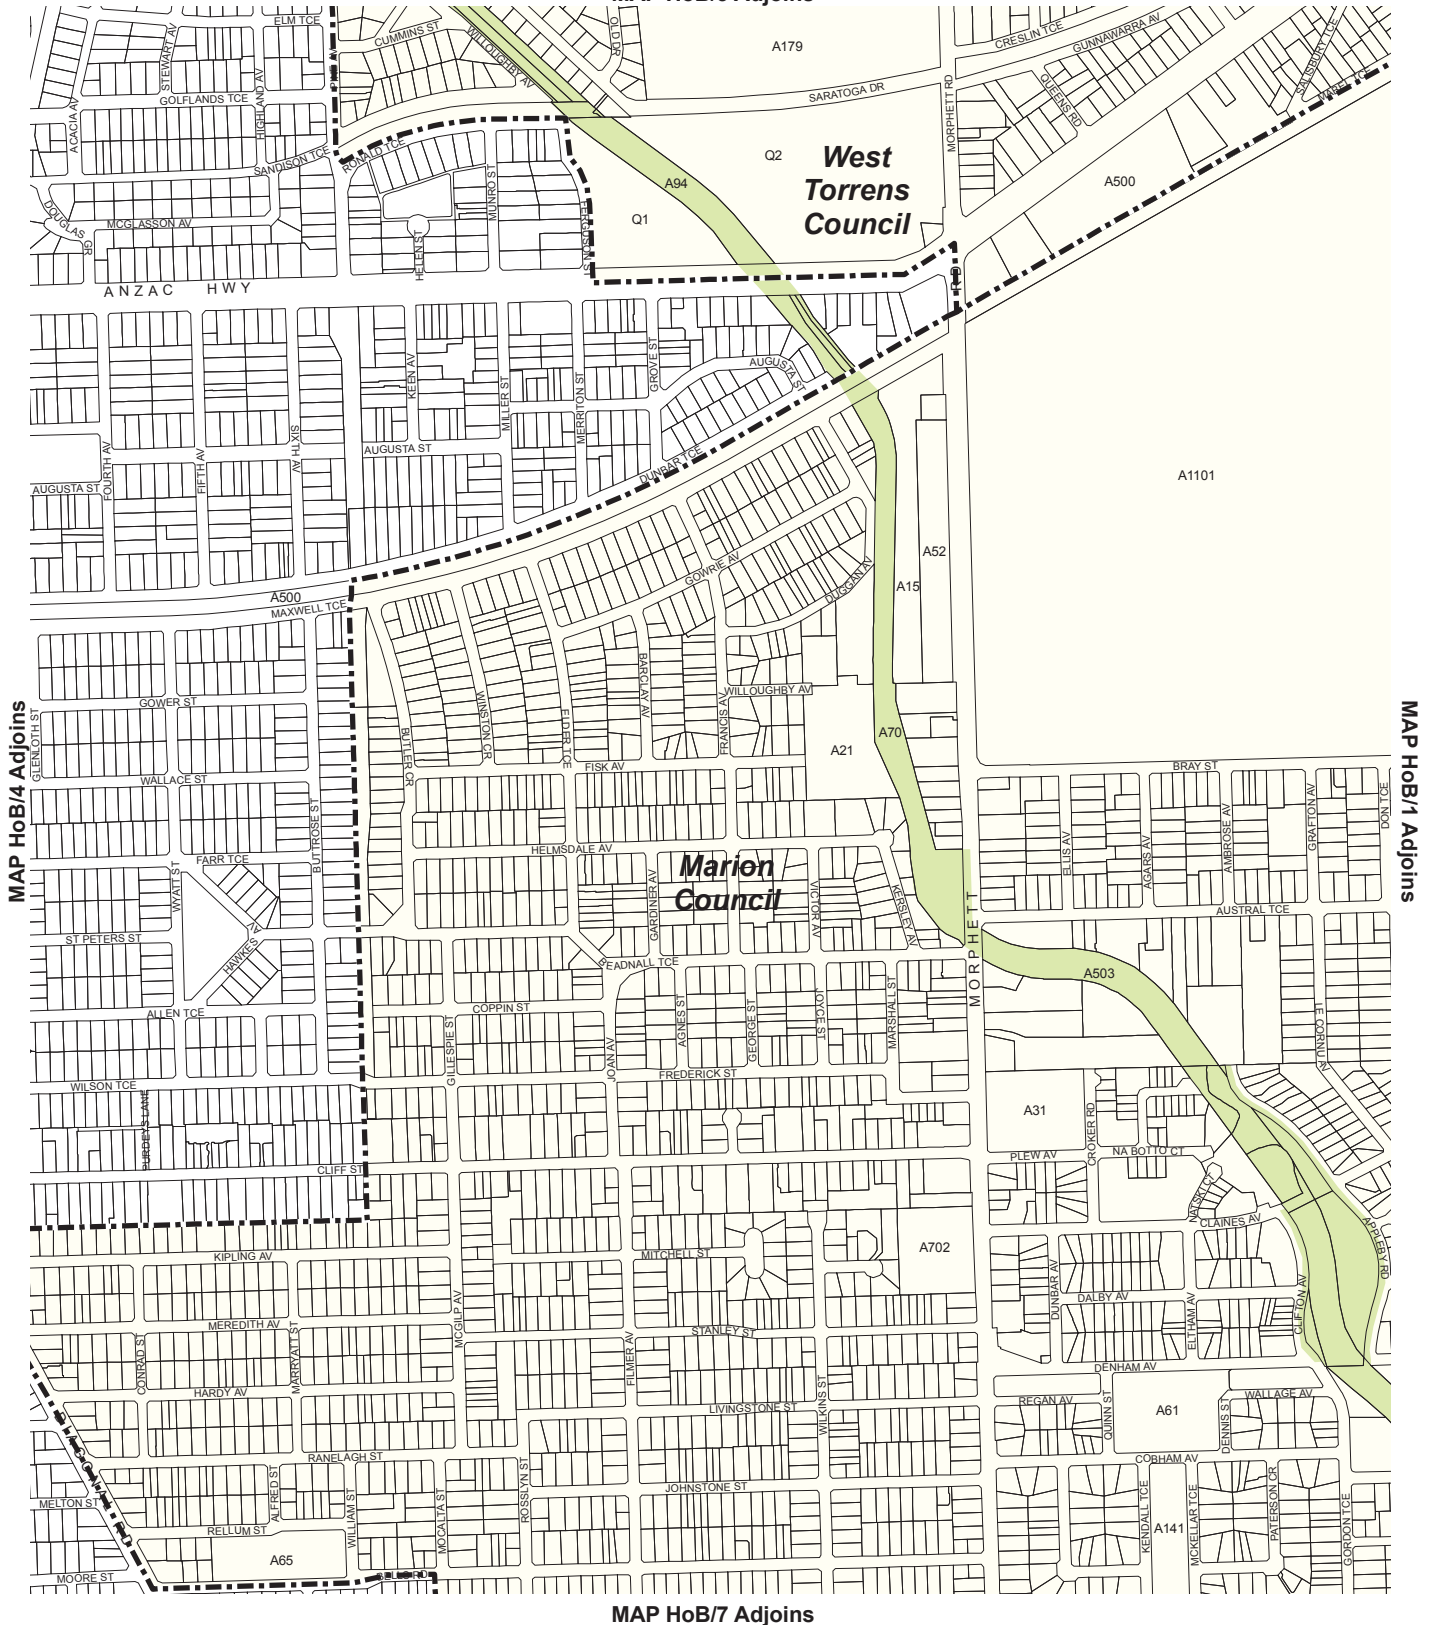 ELM TCE
CUMMINS ST
STEWART AV
WILLOUGHBY AV
OLD DR
A179
CRESLIN TCE
GUNNAWARRA AV
SALISBURY TCE
MABEL TCE
QUEENS RD
GOLFLANDS TCE
HIGHLAND AV
ACACIA AV
SARATOGA DR
MORPHETT RD
SANDISON TCE
RONALD TCE
Q2
West
Torrens
Council
A94
A500
MUNRO ST
Q1
DOUGLAS GR
MCGLASSON AV
HELEN ST
FERGUSON ST
RD
ANZAC HWY
KEEN AV
GROVE ST
AUGUSTA ST
MILLER ST
MERRITON ST
SIXTH AV
FIFTH AV
FOURTH AV
AUGUSTA ST
AUGUSTA ST
DUNBAR TCE
A1101
A52
A15
GOWRIE AV
DUGGAN AV
A500
MAXWELL TCE
BARCLAY AV
WILLOUGHBY AV
FRANCIS AV
WINSTON CR
ELDER TCE
BUTLER CR
GOWER ST
GLENLOTH ST
A70
A21
MAP HoB/4 Adjoins
MAP HoB/1 Adjoins
FISK AV
BRAY ST
WALLACE ST
BUTTROSE ST
DON TCE
GRAFTON AV
AMBROSE AV
AGARS AV
ELLIS AV
HELMSDALE AV
FARR TCE
WYATT ST
Marion
Council
GARDINER AV
VICTOR AV
KERSLEY AV
MORPHETT
AUSTRAL TCE
ST PETERS ST
HAWKES AV
BEADNALL TCE
A503
COPPIN ST
ALLEN TCE
AGNES ST
GEORGE ST
JOYCE ST
MARSHALL ST
LE CORNU
GILLESPIE ST
JOAN AV
FREDERICK ST
WILSON TCE
PURDEYS LANE
A31
CROKER RD
NA BOTTO CT
PLEW AV
CLIFF ST
NATSKY CT
CLAINES AV
APPLEBY RD
KIPLING AV
MITCHELL ST
A702
DUNBAR AV
DALBY AV
ELTHAM AV
CLIFTON AV
MCGILP AV
MEREDITH AV
STANLEY ST
CONRAD ST
MARRYATT ST
FILMER AV
DENHAM AV
HARDY AV
REGAN AV
WALLAGE AV
LIVINGSTONE ST
WILKINS ST
QUINN ST
A61
DENNIS ST
RANELAGH ST
COBHAM AV
MELTON ST
ALFRED ST
WILLIAM ST
MOCALTA ST
ROSSLYN ST
JOHNSTONE ST
KENDALL TCE
A141
MCKELLAR TCE
PATERSON CR
GORDON TCE
RELLUM ST
A65
MOORE ST
MAP HoB/7 Adjoins